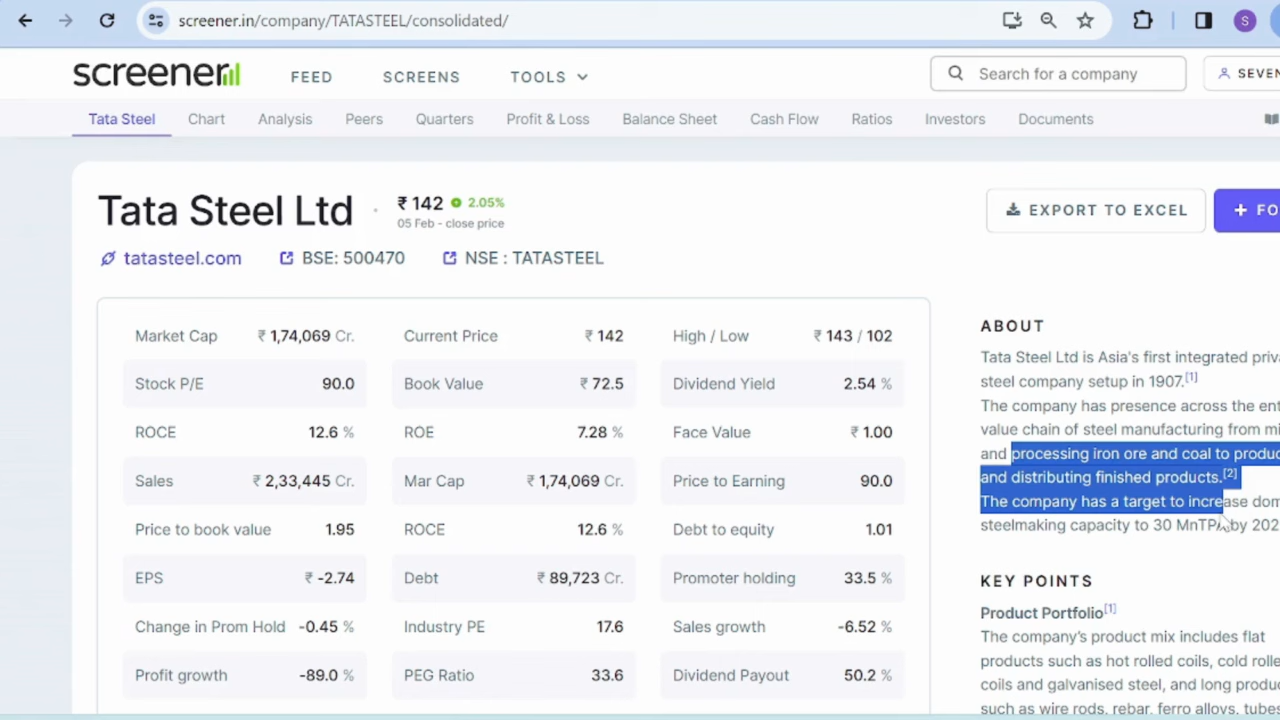 screener.in/company/TATASTEEL/consolidated/
S
screener
FEED SCREENS TOOLS
Search for a company
Tata Steel Chart Analysis Peers Quarters Profit & Loss Balance Sheet Cash Flow Ratios Investors Documents
Tata Steel Ltd · ₹ 142 2.05%
05 Feb - close price
EXPORT TO EXCEL
tatasteel.com BSE: 500470 NSE : TATASTEEL
Market Cap ₹ 1,74,069 Cr. Current Price ₹ 142 High / Low ₹ 143 / 102
Stock P/E 90.0 Book Value ₹ 72.5 Dividend Yield 2.54 %
ROCE 12.6 % ROE 7.28 % Face Value ₹ 1.00
Sales ₹ 2,33,445 Cr. Mar Cap ₹ 1,74,069 Cr. Price to Earning 90.0
Price to book value 1.95 ROCE 12.6 % Debt to equity 1.01
EPS ₹ -2.74 Debt ₹ 89,723 Cr. Promoter holding 33.5 %
Change in Prom Hold -0.45 % Industry PE 17.6 Sales growth -6.52 %
Profit growth -89.0 % PEG Ratio 33.6 Dividend Payout 50.2 %
ABOUT
Tata Steel Ltd is Asia's first integrated
steel company setup in 1907.[1]
The company has presence across the
value chain of steel manufacturing from
and processing iron ore and coal to
and distributing finished products.[2]
The company has a target to increase
steelmaking capacity to 30 MnTPA by
KEY POINTS
Product Portfolio[1]
The company's product mix includes flat
products such as hot rolled coils, cold
coils and galvanised steel, and long
such as wire rods, rebar, ferro alloys, tubes